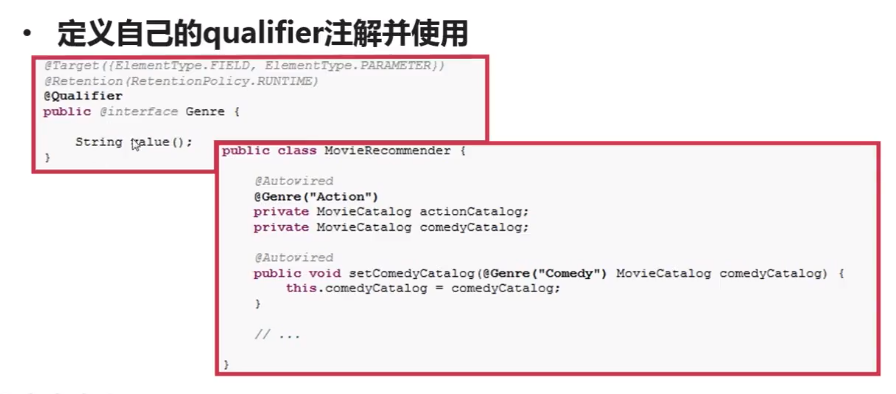 • 定义自己的qualifier注解并使用
@Target({ElementType.FIELD, ElementType.PARAMETER})
@Retention(RetentionPolicy.RUNTIME)
@Qualifier
public @interface Genre {
String value();
}
public class MovieRecommender {
@Autowired
@Genre("Action")
private MovieCatalog actionCatalog;
private MovieCatalog comedyCatalog;
@Autowired
public void setComedyCatalog(@Genre("Comedy") MovieCatalog comedyCatalog) {
this.comedyCatalog = comedyCatalog;
}
// ...
}